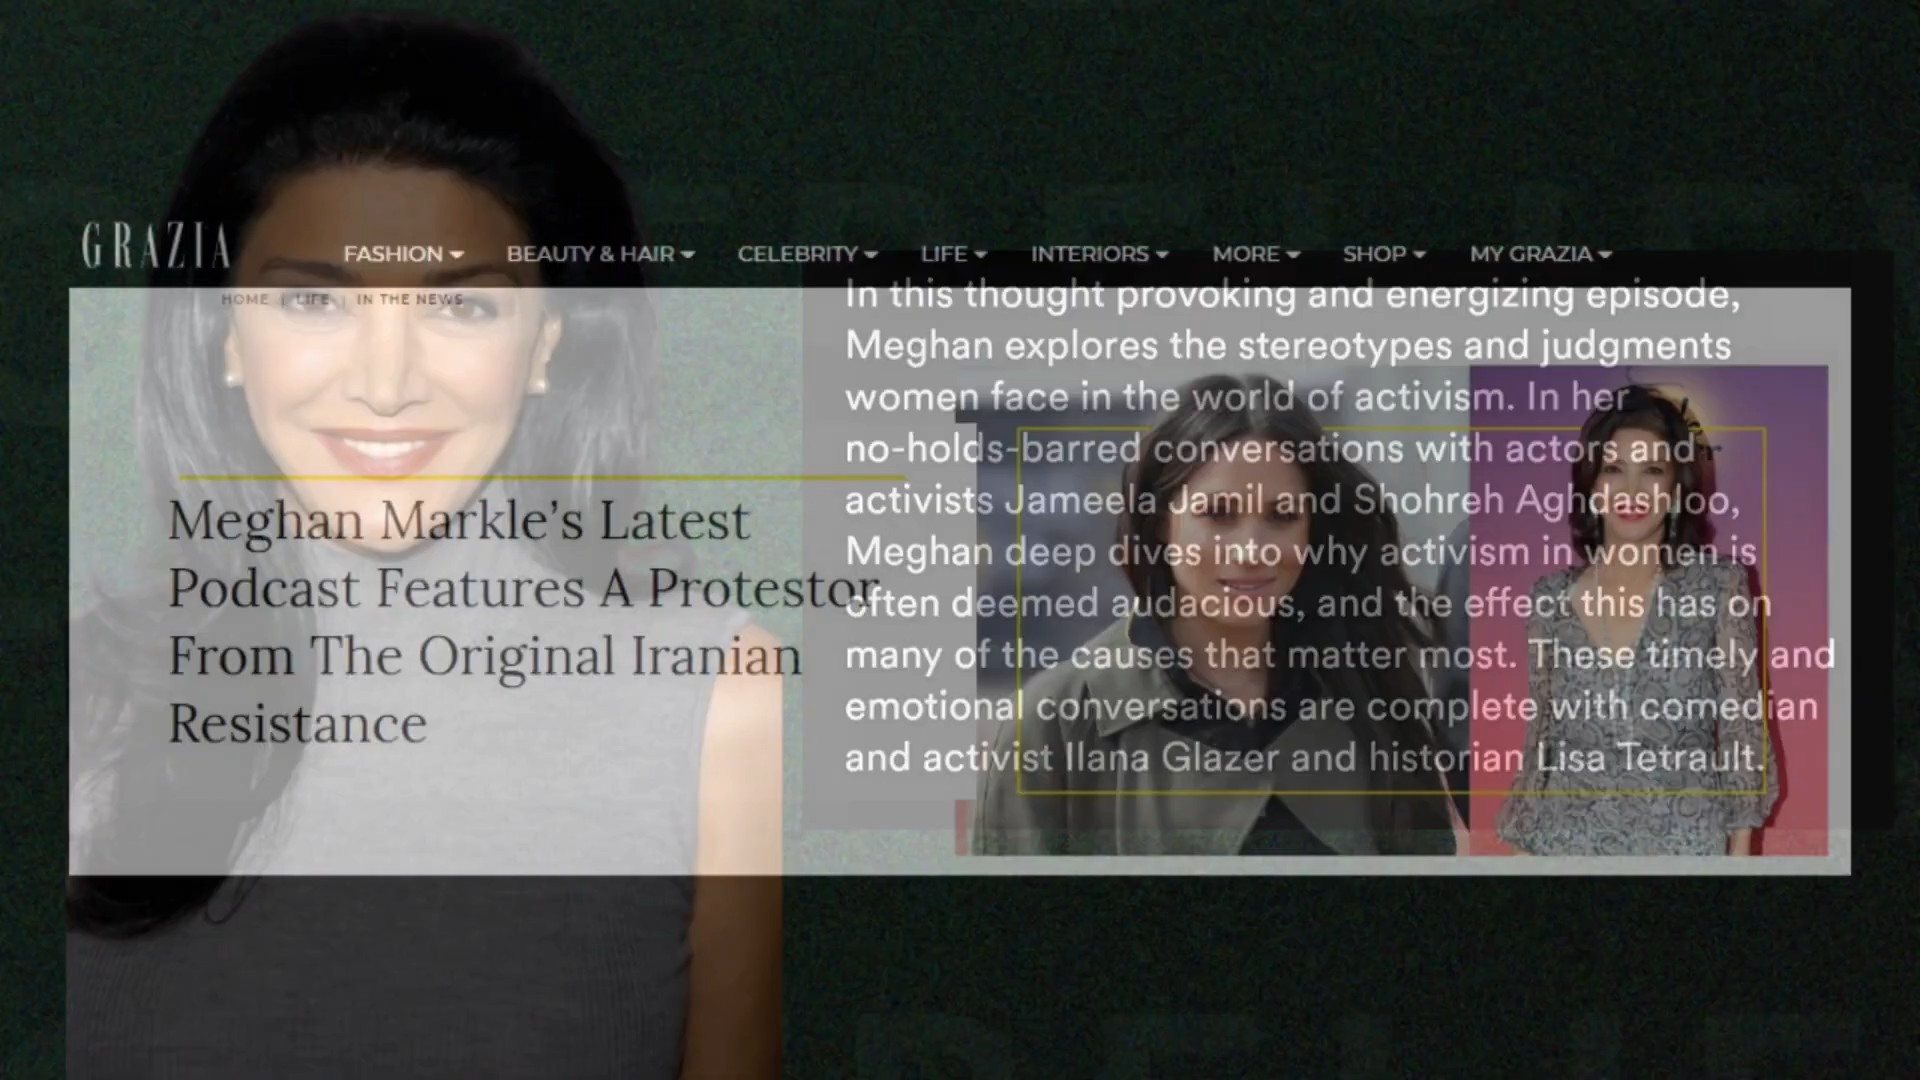 GRAZIA
FASHION BEAUTY & HAIR CELEBRITY LIFE INTERIORS MORE SHOP MY GRAZIA
HOME | LIFE | IN THE NEWS
Meghan Markle’s Latest
Podcast Features A Protestor
From The Original Iranian
Resistance
In this thought provoking and energizing episode,
Meghan explores the stereotypes and judgments
women face in the world of activism. In her
no-holds-barred conversations with actors and
activists Jameela Jamil and Shohreh Aghdashloo,
Meghan deep dives into why activism in women is
often deemed audacious, and the effect this has on
many of the causes that matter most. These timely and
emotional conversations are complete with comedian
and activist Ilana Glazer and historian Lisa Tetrault.